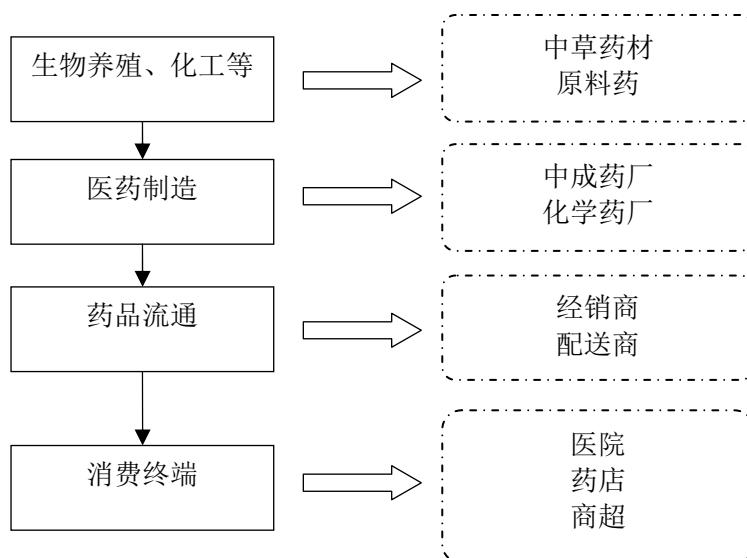 生物养殖、化工等
中草药材
原料药
医药制造
中成药厂
化学药厂
药品流通
经销商
配送商
消费终端
医院
药店
商超